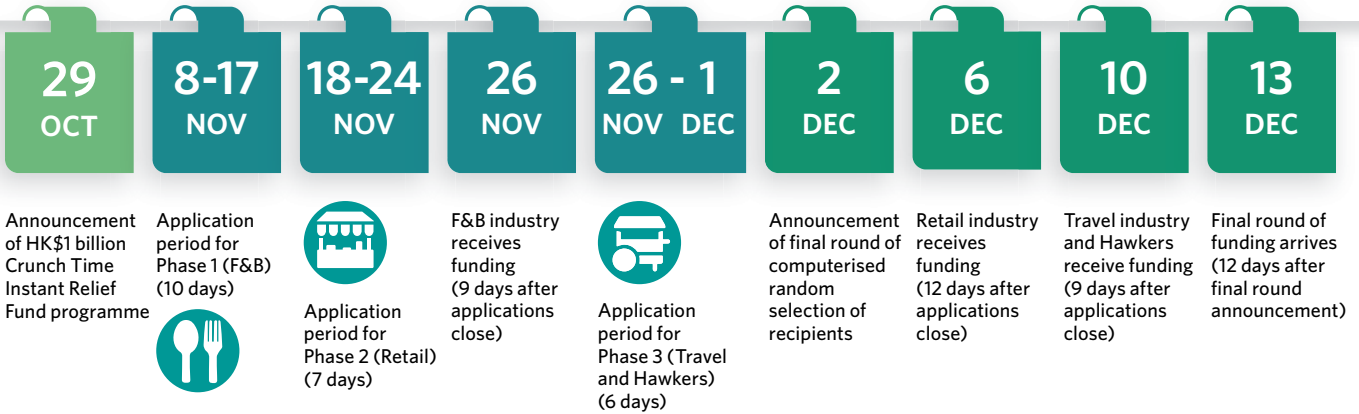 29
OCT
8-17
NOV
18-24
NOV
26
NOV
26 - 1
NOV DEC
2
DEC
6
DEC
10
DEC
13
DEC
Announcement
of HK$1 billion
Crunch Time
Instant Relief
Fund programme
Application
period for
Phase 1 (F&B)
(10 days)
Application
period for
Phase 2 (Retail)
(7 days)
F&B industry
receives
funding
(9 days after
applications
close)
Application
period for
Phase 3 (Travel
and Hawkers)
(6 days)
Announcement
of final round of
computerised
random
selection of
recipients
Retail industry
receives
funding
(12 days after
applications
close)
Travel industry
and Hawkers
receive funding
(9 days after
applications
close)
Final round of
funding arrives
(12 days after
final round
announcement)